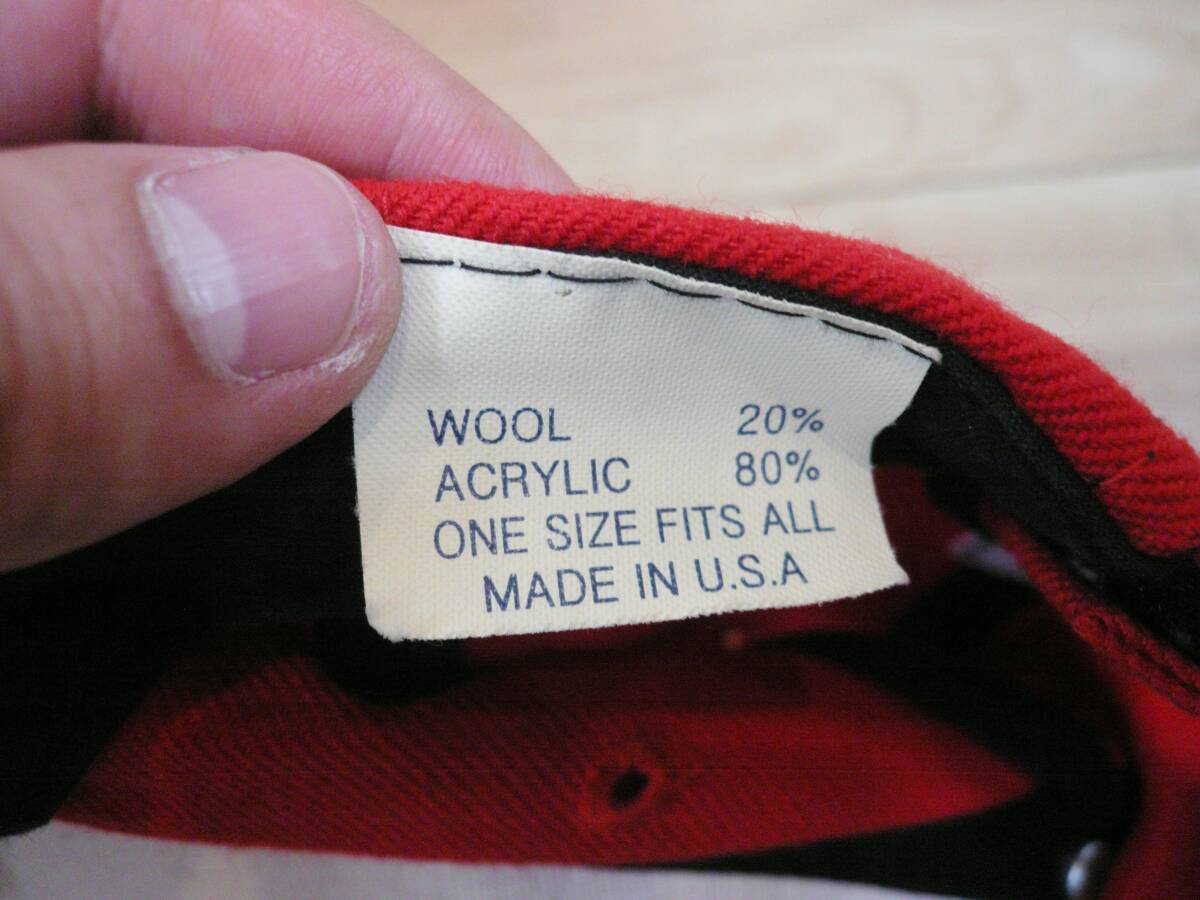 WOOL 20%
ACRYLIC 80%
ONE SIZE FITS ALL
MADE IN U.S.A